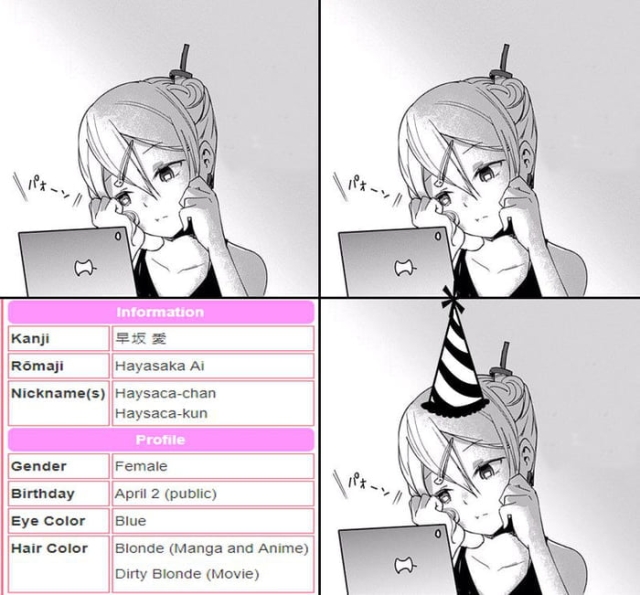 パォーン
パォーン
Information
Kanji 早坂 愛
Rōmaji Hayasaka Ai
Nickname(s) Haysaca-chan
Haysaca-kun
Profile
Gender Female
Birthday April 2 (public)
Eye Color Blue
Hair Color Blonde (Manga and Anime)
Dirty Blonde (Movie)
パォーン